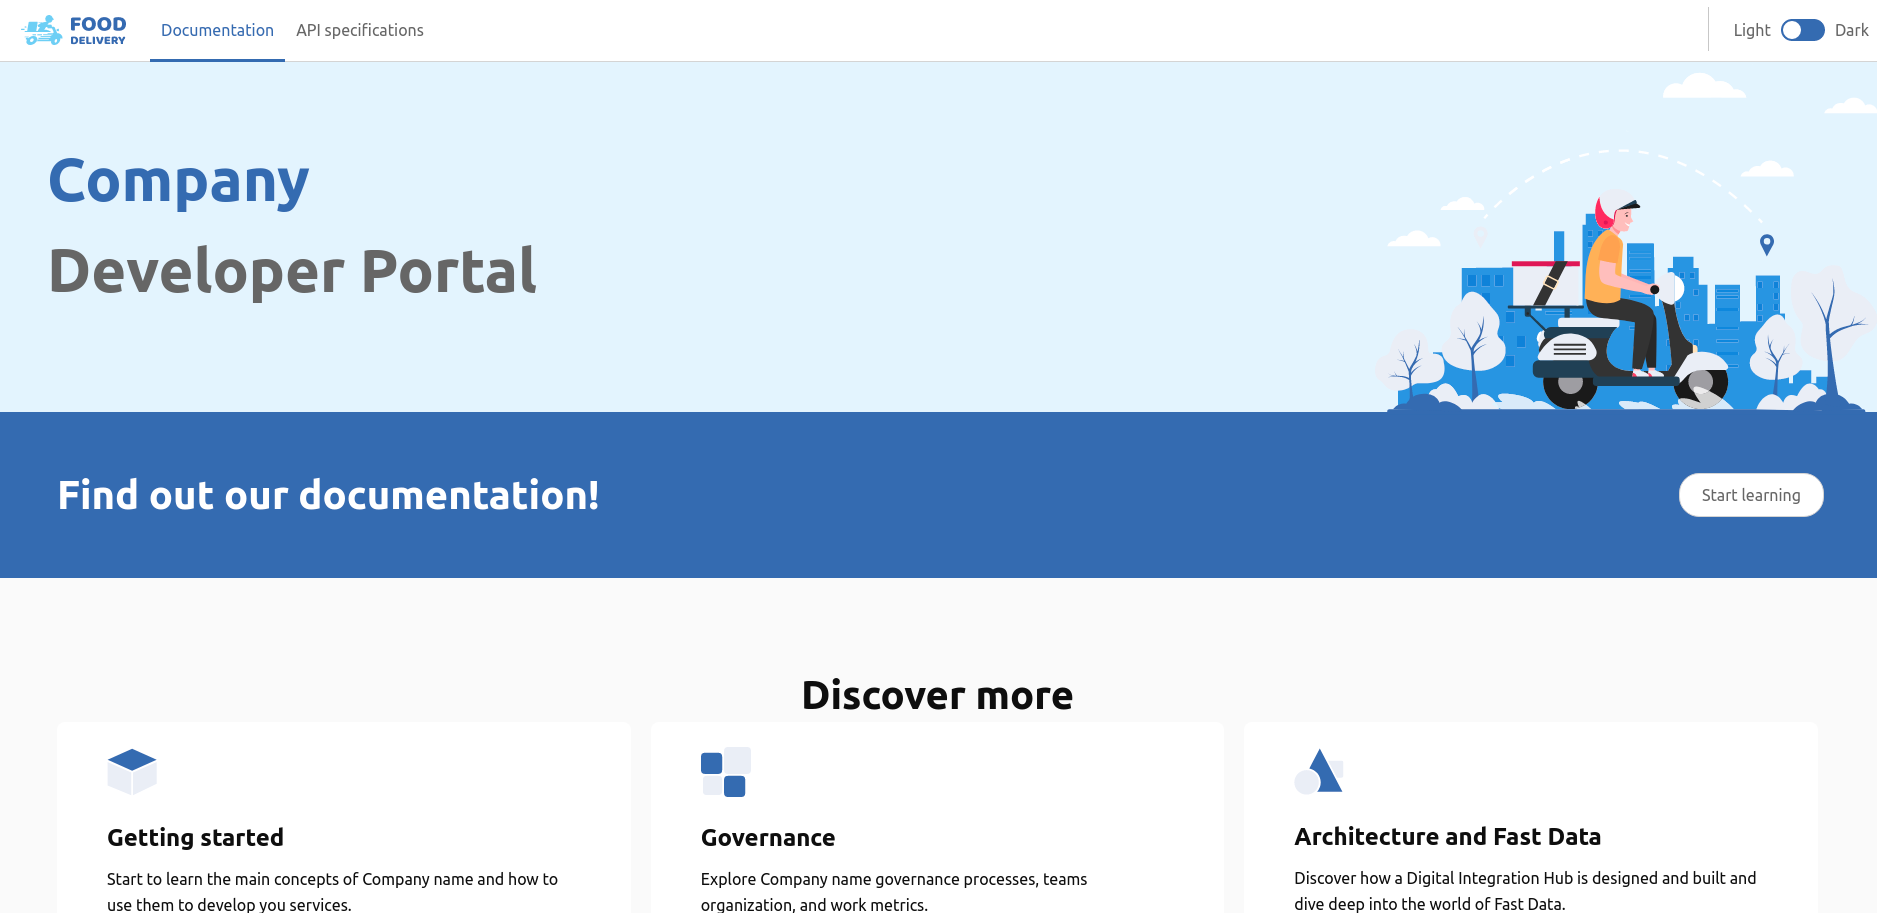 FOOD
DELIVERY
Documentation
API specifications
Light
Dark
Company
Developer Portal
Find out our documentation!
Start learning
Discover more
Getting started
Start to learn the main concepts of Company name and how to
use them to develop you services.
Governance
Explore Company name governance processes, teams
organization, and work metrics.
Architecture and Fast Data
Discover how a Digital Integration Hub is designed and built and
dive deep into the world of Fast Data.